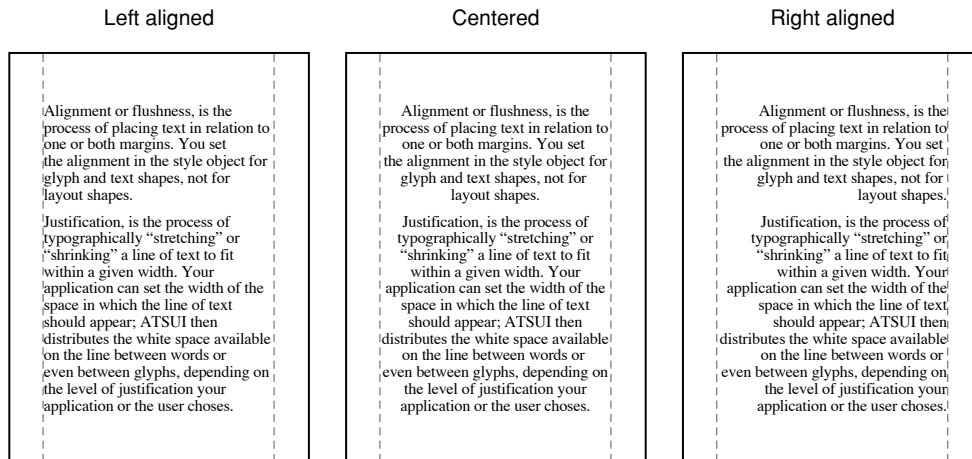 Left aligned
Alignment or flushness, is the
process of placing text in relation to
one or both margins. You set
the alignment in the style object for
glyph and text shapes, not for
layout shapes.
Justification, is the process of
typographically “stretching” or
“shrinking” a line of text to fit
within a given width. Your
application can set the width of the
space in which the line of text
should appear; ATSUI then
distributes the white space available
on the line between words or
even between glyphs, depending on
the level of justification your
application or the user choses.
Centered
Alignment or flushness, is the
process of placing text in relation to
one or both margins. You set
the alignment in the style object for
glyph and text shapes, not for
layout shapes.
Justification, is the process of
typographically “stretching” or
“shrinking” a line of text to fit
within a given width. Your
application can set the width of the
space in which the line of text
should appear; ATSUI then
distributes the white space available
on the line between words or
even between glyphs, depending on
the level of justification your
application or the user choses.
Right aligned
Alignment or flushness, is the
process of placing text in relation to
one or both margins. You set
the alignment in the style object for
glyph and text shapes, not for
layout shapes.
Justification, is the process of
typographically “stretching” or
“shrinking” a line of text to fit
within a given width. Your
application can set the width of the
space in which the line of text
should appear; ATSUI then
distributes the white space available
on the line between words or
even between glyphs, depending on
the level of justification your
application or the user choses.